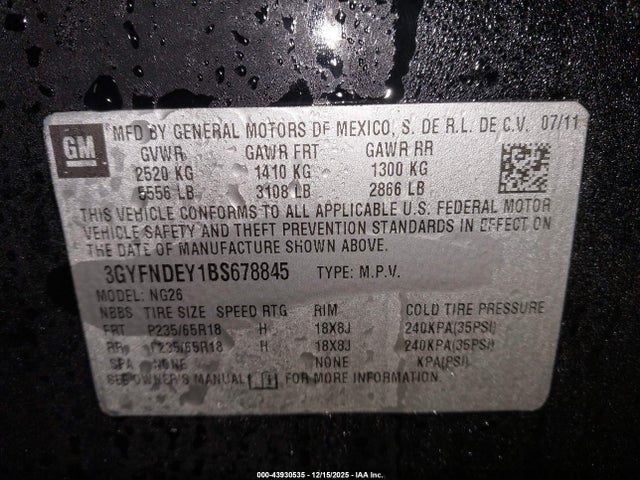 GM
MFD BY GENERAL MOTORS DF MEXICO, S. DE R.L. DE C.V. 07/11
GVWR GAWR FRT GAWR RR
2520 KG 1410 KG 1300 KG
5556 LB 3108 LB 2866 LB
THIS VEHICLE CONFORMS TO ALL APPLICABLE U.S. FEDERAL MOTOR
VEHICLE SAFETY AND THEFT PREVENTION STANDARDS IN EFFECT ON
THE DATE OF MANUFACTURE SHOWN ABOVE.
3GYFNDEY1BS678845 TYPE: M.P.V.
MODEL: NG26
NBBS TIRE SIZE SPEED RTG RIM COLD TIRE PRESSURE
FRT P235/65R18 H 18X8J 240KPA(35PSI)
RR P235/65R18 H 18X8J 240KPA(35PSI)
SPA NONE NONE KPA(PSI)
SEE OWNER'S MANUAL FOR MORE INFORMATION.
000-43930535 - 12/15/2025 - IAA Inc.